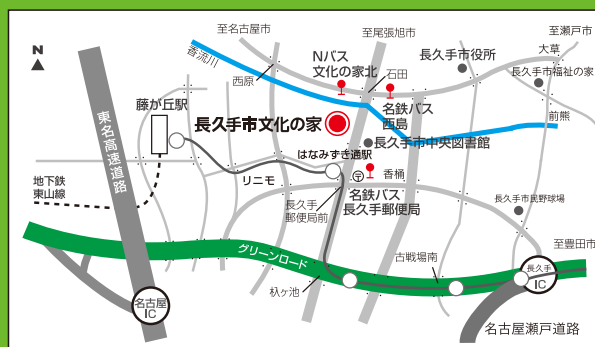 至名古屋市
至尾張旭市
至瀬戸市
N
香流川
Nバス
文化の家北
石田
長久手市役所
大草
西原
長久手市福祉の家
藤が丘駅
名鉄バス
西島
前熊
長久手市文化の家
長久手市中央図書館
東名高速道路
はなみずき通駅
地下鉄
東山線
リニモ
香桶
長久手
郵便局前
名鉄バス
長久手郵便局
長久手市民野球場
グリーンロード
古戦場南
至豊田市
杁ヶ池
長久手
IC
名古屋
IC
名古屋瀬戸道路